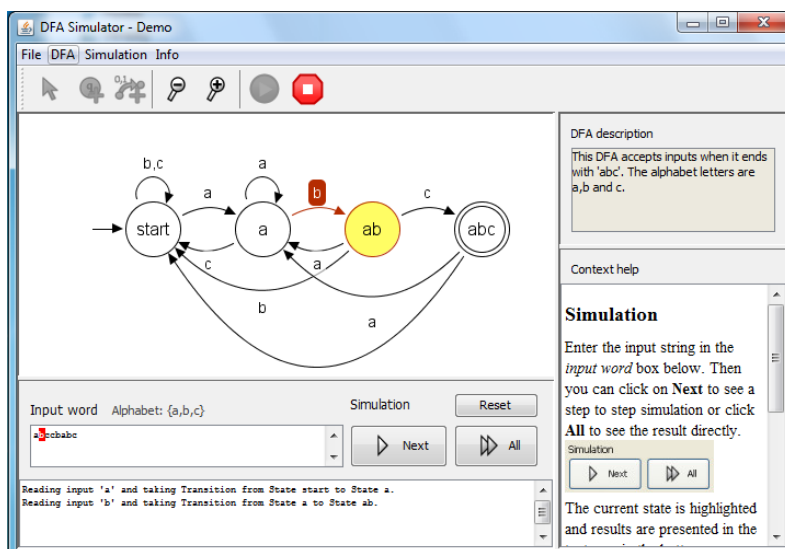 DFA Simulator - Demo
File DFA Simulation Info
q
0,1
b,c
a
a
b
c
start
a
ab
abc
c
a
b
a
DFA description
This DFA accepts inputs when it ends
with 'abc'. The alphabet letters are
a,b and c.
Context help
Simulation
Enter the input string in the
input word box below. Then
you can click on Next to see a
step to step simulation or click
All to see the result directly.
Simulation
Next All
The current state is highlighted
and results are presented in the
Input word Alphabet: {a,b,c}
abccbabc
Simulation
Reset
Next
All
Reading input 'a' and taking Transition from State start to State a.
Reading input 'b' and taking Transition from State a to State ab.